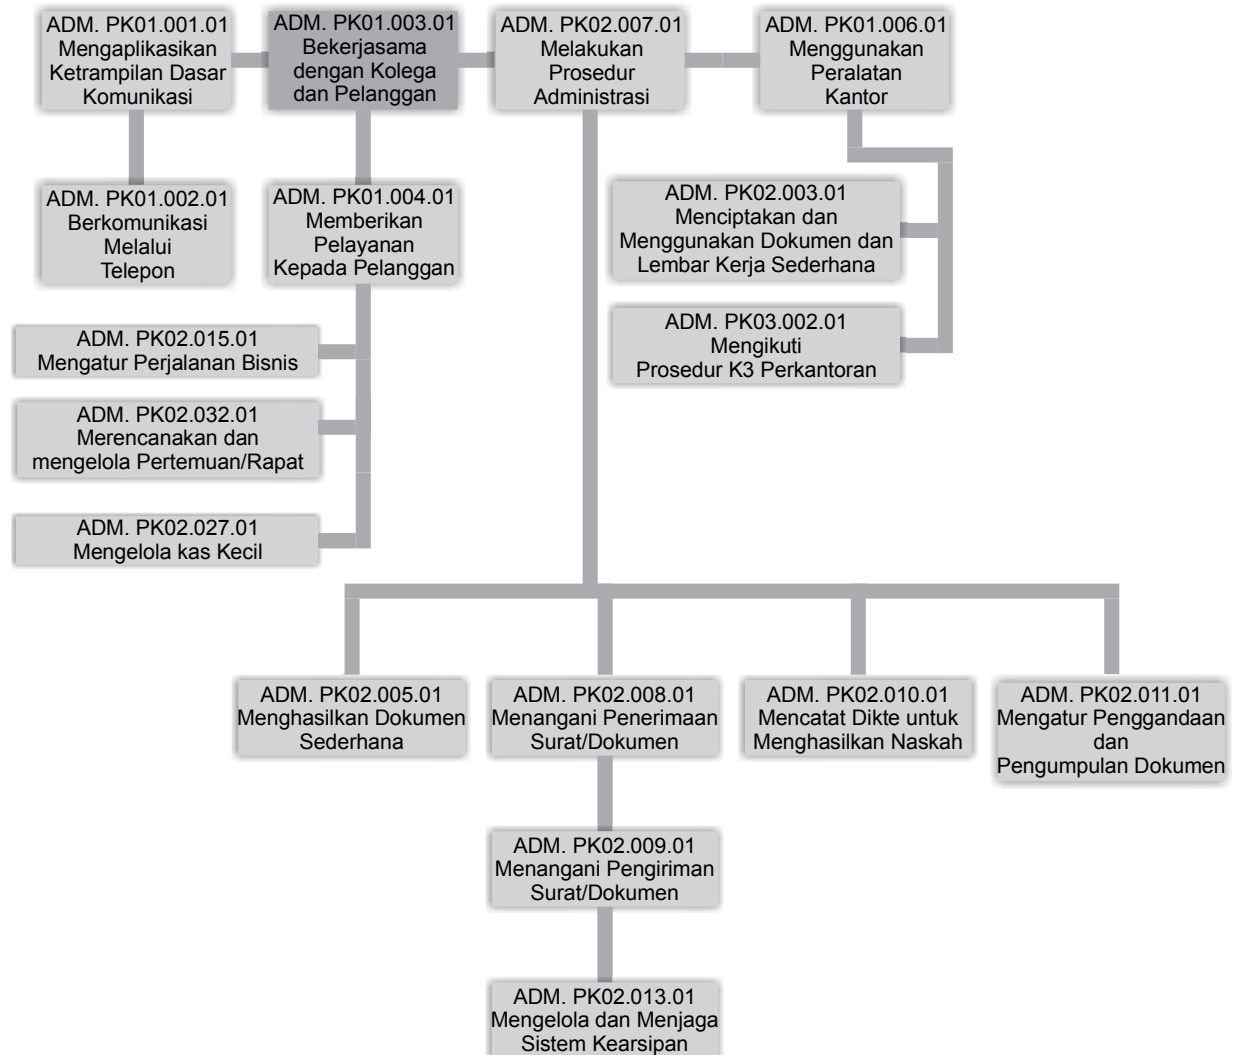 ADM. PK01.001.01
Mengaplikasikan
Ketrampilan Dasar
Komunikasi
ADM. PK01.003.01
Bekerjasama
dengan Kolega
dan Pelanggan
ADM. PK02.007.01
Melakukan
Prosedur
Administrasi
ADM. PK01.006.01
Menggunakan
Peralatan
Kantor
ADM. PK01.002.01
Berkomunikasi
Melalui
Telepon
ADM. PK01.004.01
Memberikan
Pelayanan
Kepada Pelanggan
ADM. PK02.003.01
Menciptakan dan
Menggunakan Dokumen dan
Lembar Kerja Sederhana
ADM. PK02.015.01
Mengatur Perjalanan Bisnis
ADM. PK03.002.01
Mengikuti
Prosedur K3 Perkantoran
ADM. PK02.032.01
Merencanakan dan
mengelola Pertemuan/Rapat
ADM. PK02.027.01
Mengelola kas Kecil
ADM. PK02.005.01
Menghasilkan Dokumen
Sederhana
ADM. PK02.008.01
Menangani Penerimaan
Surat/Dokumen
ADM. PK02.010.01
Mencatat Dikte untuk
Menghasilkan Naskah
ADM. PK02.011.01
Mengatur Penggandaan
dan
Pengumpulan Dokumen
ADM. PK02.009.01
Menangani Pengiriman
Surat/Dokumen
ADM. PK02.013.01
Mengelola dan Menjaga
Sistem Kearsipan